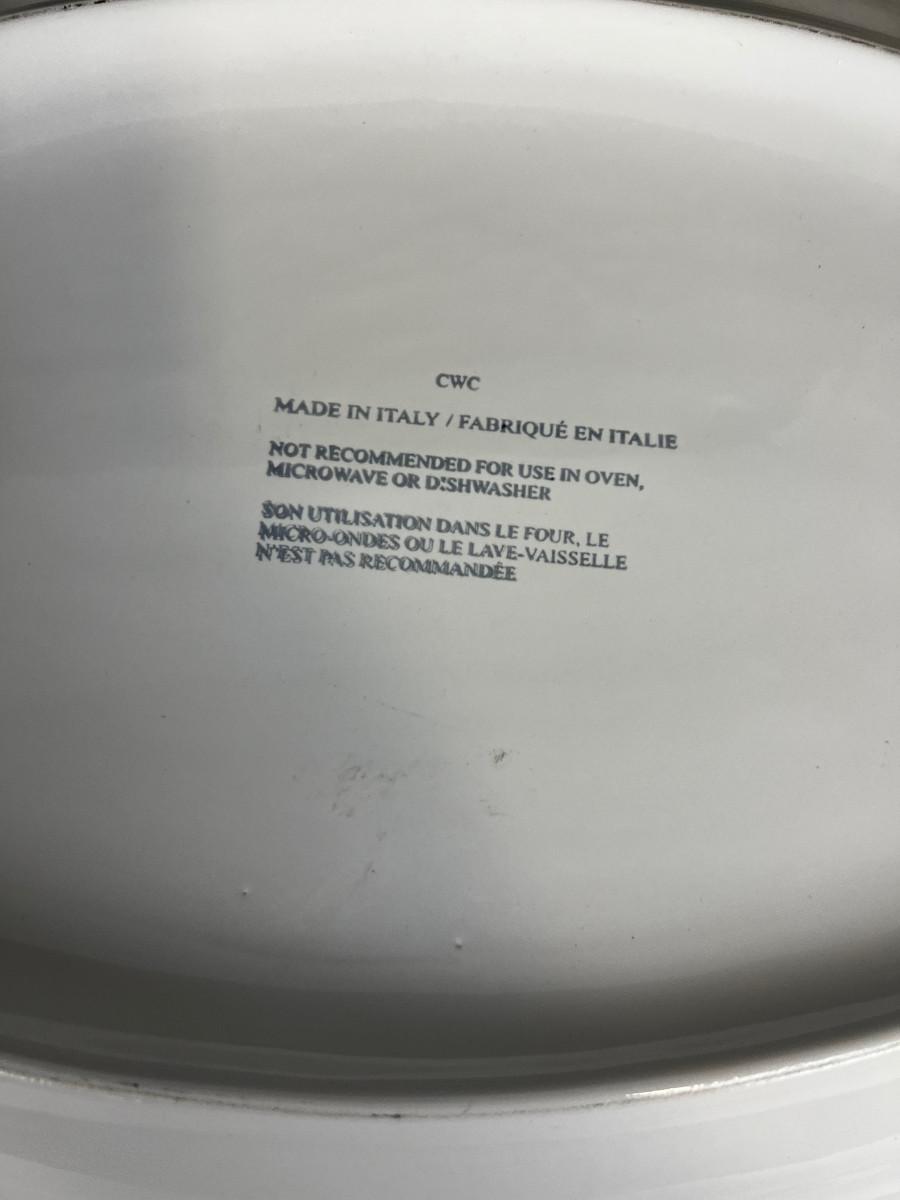 CWC
MADE IN ITALY / FABRIQUÉ EN ITALIE
NOT RECOMMENDED FOR USE IN OVEN,
MICROWAVE OR DISHWASHER
SON UTILISATION DANS LE FOUR, LE
MICRO-ONDES OU LE LAVE-VAISSELLE
N'EST PAS RECOMMANDÉE